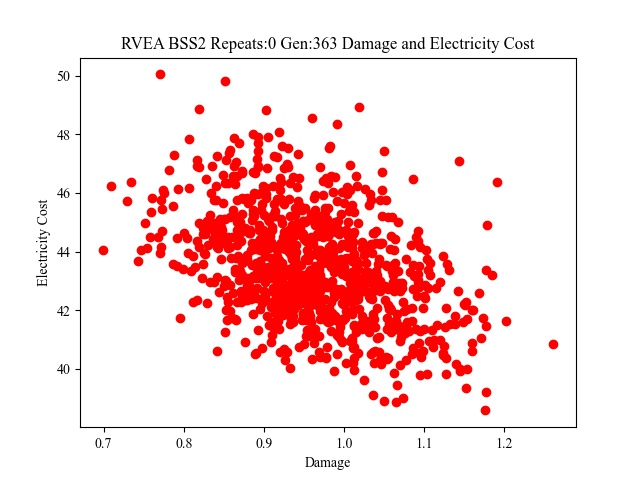 RVEA BSS2 Repeats:0 Gen:363 Damage and Electricity Cost
50
48
46
44
42
40
Electricity Cost
0.7 0.8 0.9 1.0 1.1 1.2
Damage